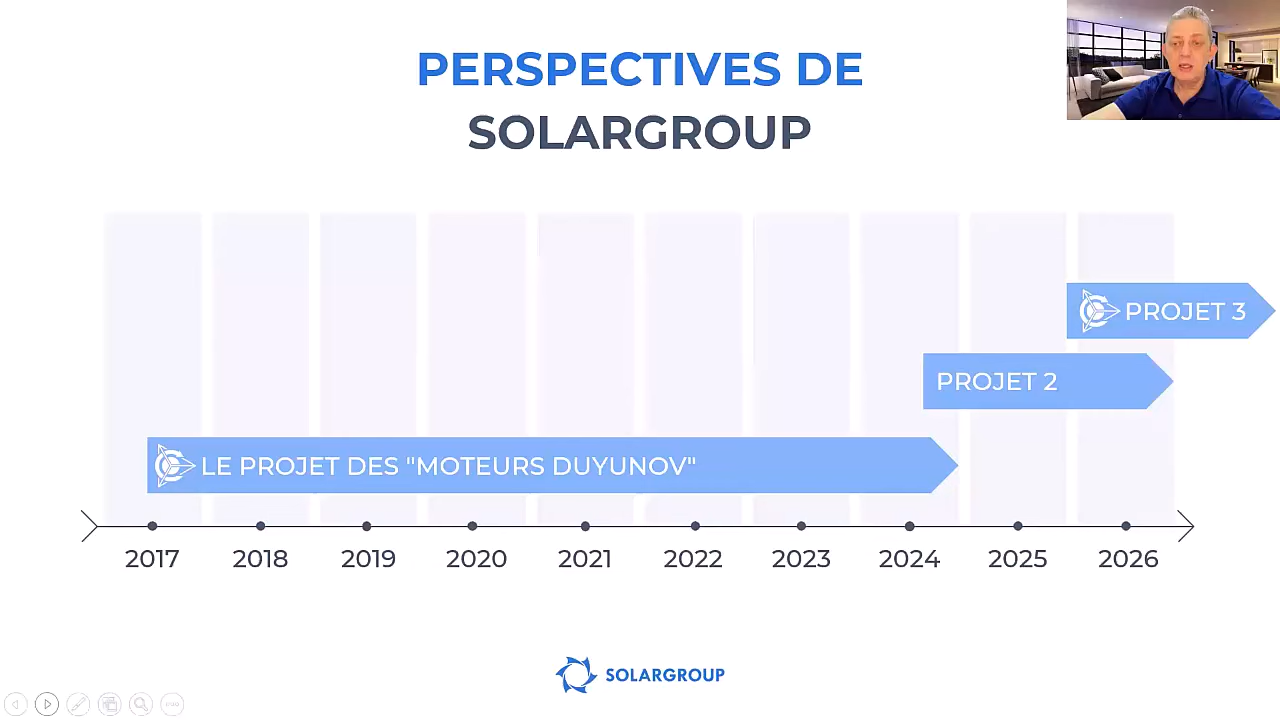 PERSPECTIVES DE
SOLARGROUP
PROJET 3
PROJET 2
LE PROJET DES "MOTEURS DUYUNOV"
2017 2018 2019 2020 2021 2022 2023 2024 2025 2026
SOLARGROUP